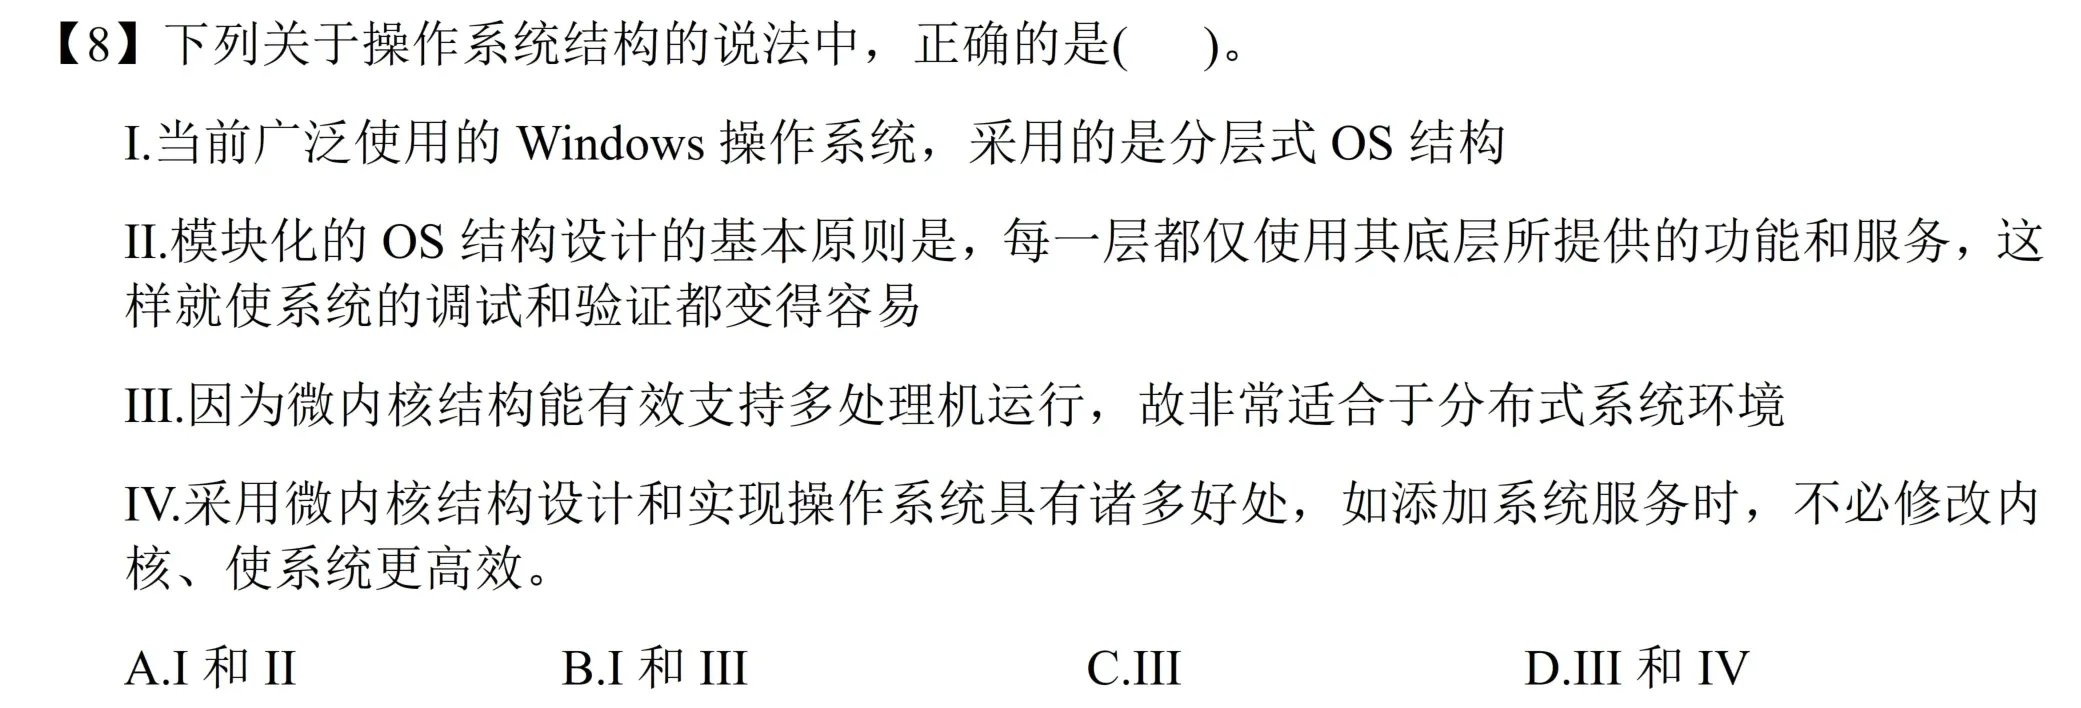 【8】下列关于操作系统结构的说法中，正确的是(    )。
I.当前广泛使用的 Windows 操作系统，采用的是分层式 OS 结构
II.模块化的 OS 结构设计的基本原则是，每一层都仅使用其底层所提供的功能和服务，这
样就使系统的调试和验证都变得容易
III.因为微内核结构能有效支持多处理机运行，故非常适合于分布式系统环境
IV.采用微内核结构设计和实现操作系统具有诸多好处，如添加系统服务时，不必修改内
核、使系统更高效。
A.I 和 II    B.I 和 III    C.III    D.III 和 IV